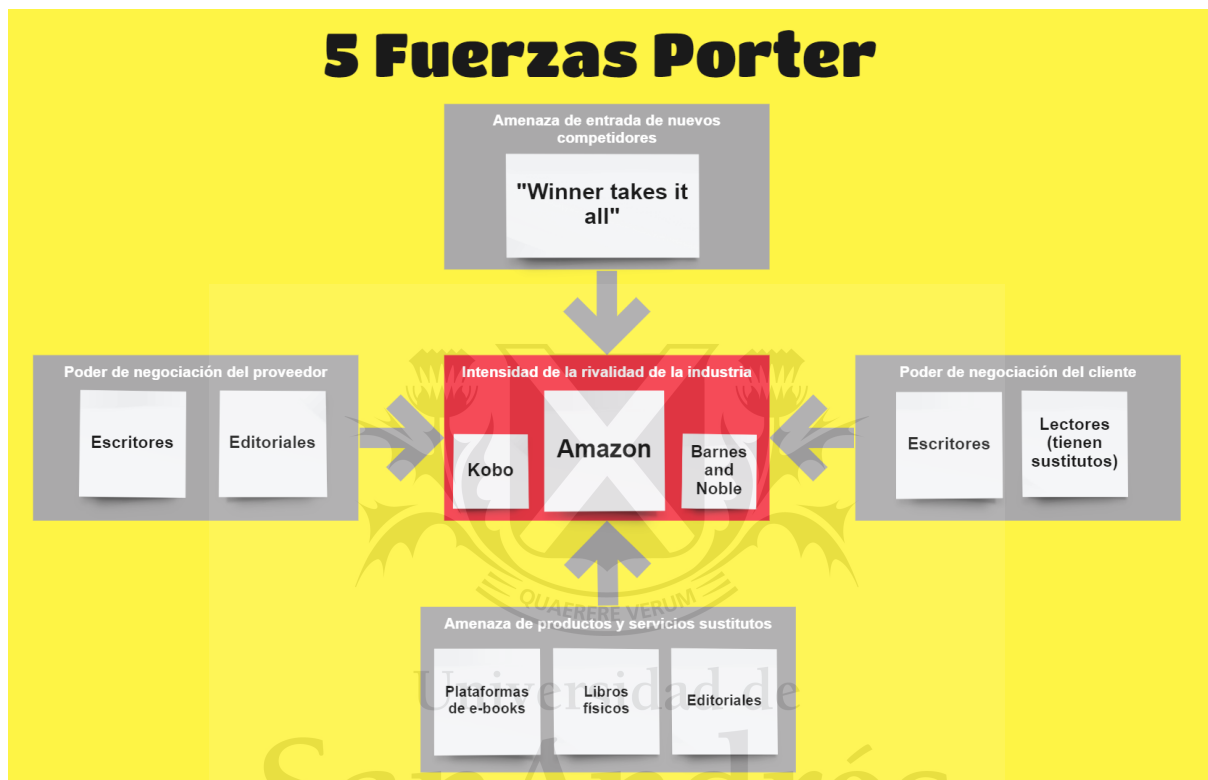 5 Fuerzas Porter
Amenaza de entrada de nuevos
competidores
"Winner takes it
all"
Poder de negociación del proveedor
Escritores
Editoriales
Intensidad de la rivalidad de la industria
Kobo
Amazon
Barnes
and
Noble
Poder de negociación del cliente
Escritores
Lectores
(tienen
sustitutos)
QUAERERE VERUM
Amenaza de productos y servicios sustitutos
Plataformas
de e-books
Libros
físicos
Editoriales
Universidad de
SanAndrés